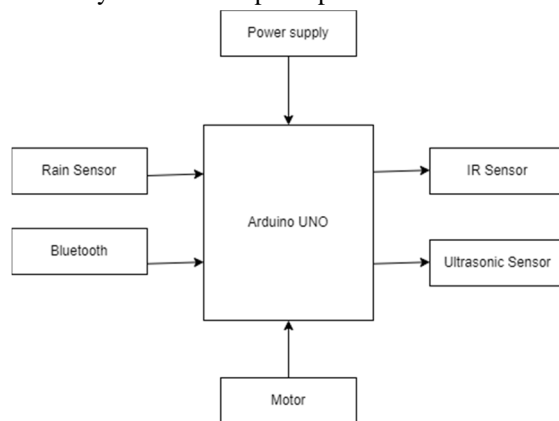 Power supply
Rain Sensor
IR Sensor
Arduino UNO
Bluetooth
Ultrasonic Sensor
Motor